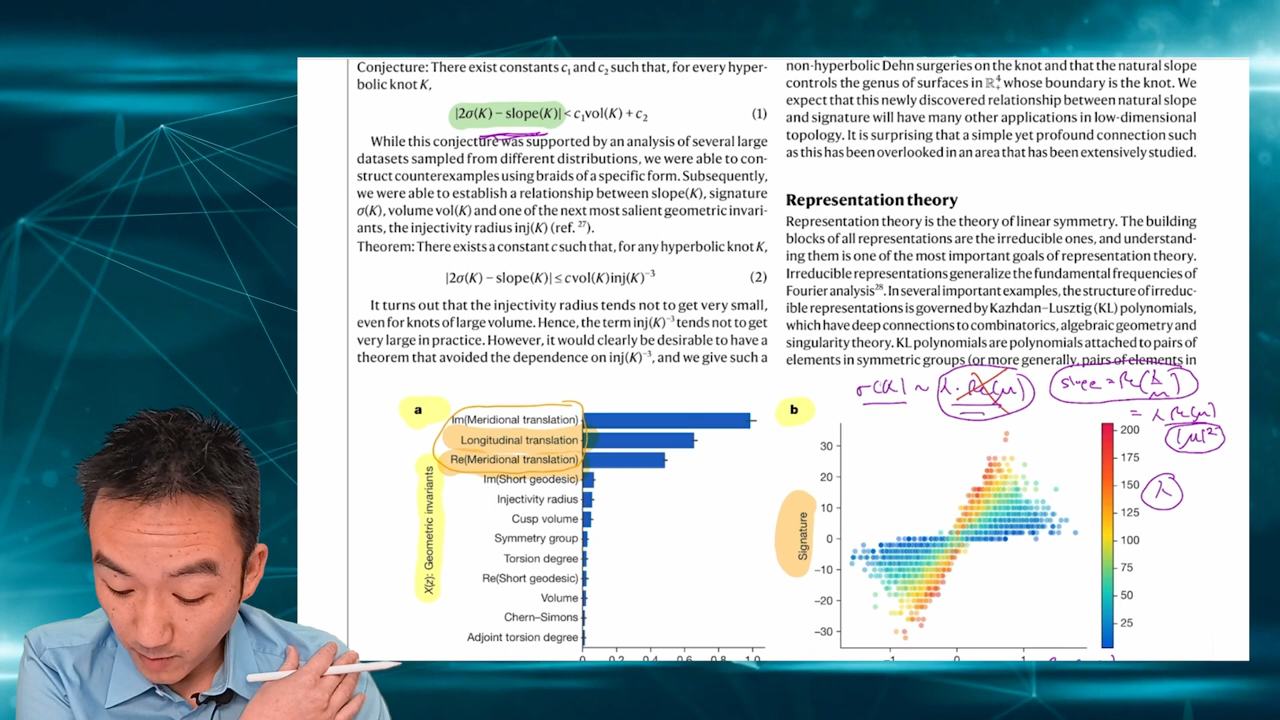 Conjecture: There exist constants c₁ and c₂ such that, for every hyper-
bolic knot K,
|2σ(K) − slope(K)| < c₁vol(K) + c₂ (1)
While this conjecture was supported by an analysis of several large
datasets sampled from different distributions, we were able to con-
struct counterexamples using braids of a specific form. Subsequently,
we were able to establish a relationship between slope(K), signature
σ(K), volume vol(K) and one of the next most salient geometric invari-
ants, the injectivity radius inj(K) (ref. ²⁷).
Theorem: There exists a constant c such that, for any hyperbolic knot K,
|2σ(K) − slope(K)| ≤ cvol(K)inj(K)⁻³ (2)
It turns out that the injectivity radius tends not to get very small,
even for knots of large volume. Hence, the term inj(K)⁻³ tends not to get
very large in practice. However, it would clearly be desirable to have a
theorem that avoided the dependence on inj(K)⁻³, and we give such a
non-hyperbolic Dehn surgeries on the knot and that the natural slope
controls the genus of surfaces in ℝ⁴₊ whose boundary is the knot. We
expect that this newly discovered relationship between natural slope
and signature will have many other applications in low-dimensional
topology. It is surprising that a simple yet profound connection such
as this has been overlooked in an area that has been extensively studied.
Representation theory
Representation theory is the theory of linear symmetry. The building
blocks of all representations are the irreducible ones, and understand-
ing them is one of the most important goals of representation theory.
Irreducible representations generalize the fundamental frequencies of
Fourier analysis²⁸. In several important examples, the structure of irreduc-
ible representations is governed by Kazhdan–Lusztig (KL) polynomials,
which have deep connections to combinatorics, algebraic geometry and
singularity theory. KL polynomials are polynomials attached to pairs of
elements in symmetric groups (or more generally, pairs of elements in
a
X(z): Geometric invariants
Im(Meridional translation)
Longitudinal translation
Re(Meridional translation)
Im(Short geodesic)
Injectivity radius
Cusp volume
Symmetry group
Torsion degree
Re(Short geodesic)
Volume
Chern–Simons
Adjoint torsion degree
0 0.2 0.4 0.6 0.8 1.0
σ(K) ~ λ · Re(μ)
slope = Re(λ/μ)
= λ Re(μ)
|μ|²
λ
b
Signature
30
20
10
0
−10
−20
−30
−1 0 1
200
175
150
125
100
75
50
25